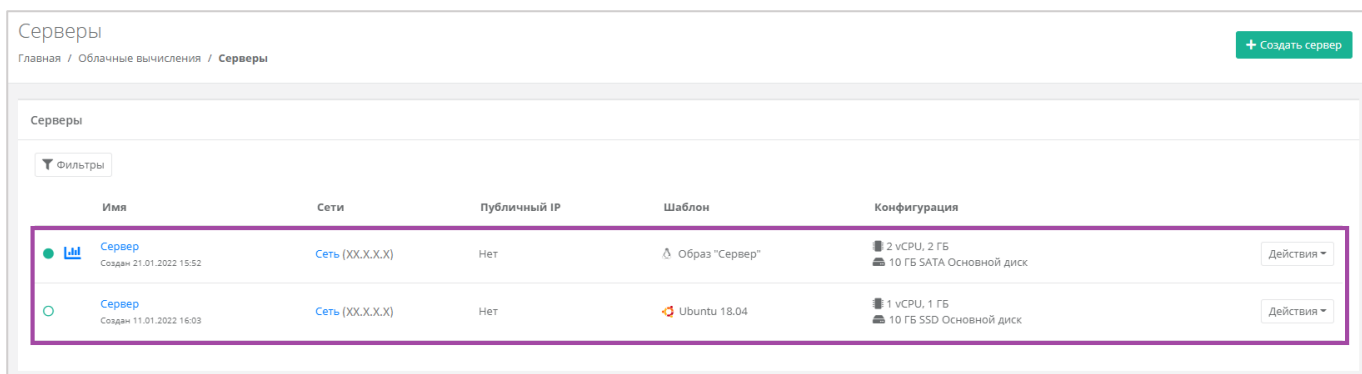 Серверы
Главная / Облачные вычисления / Серверы
+ Создать сервер
Серверы
Фильтры
Имя Сети Публичный IP Шаблон Конфигурация
Сервер
Создан 21.01.2022 15:52
Сеть (XX.X.X.X)
Нет
Образ "Сервер"
2 vCPU, 2 ГБ
10 ГБ SATA Основной диск
Действия
Сервер
Создан 11.01.2022 16:03
Сеть (XX.X.X.X)
Нет
Ubuntu 18.04
1 vCPU, 1 ГБ
10 ГБ SSD Основной диск
Действия